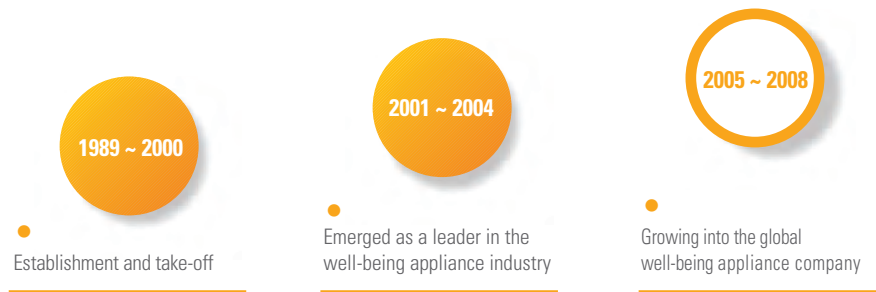 1989 ~ 2000
Establishment and take-off
2001 ~ 2004
Emerged as a leader in the
well-being appliance industry
2005 ~ 2008
Growing into the global
well-being appliance company